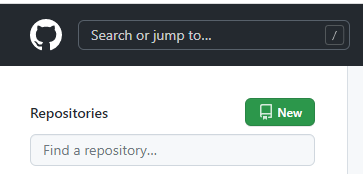 Search or jump to... /
Repositories New
Find a repository...